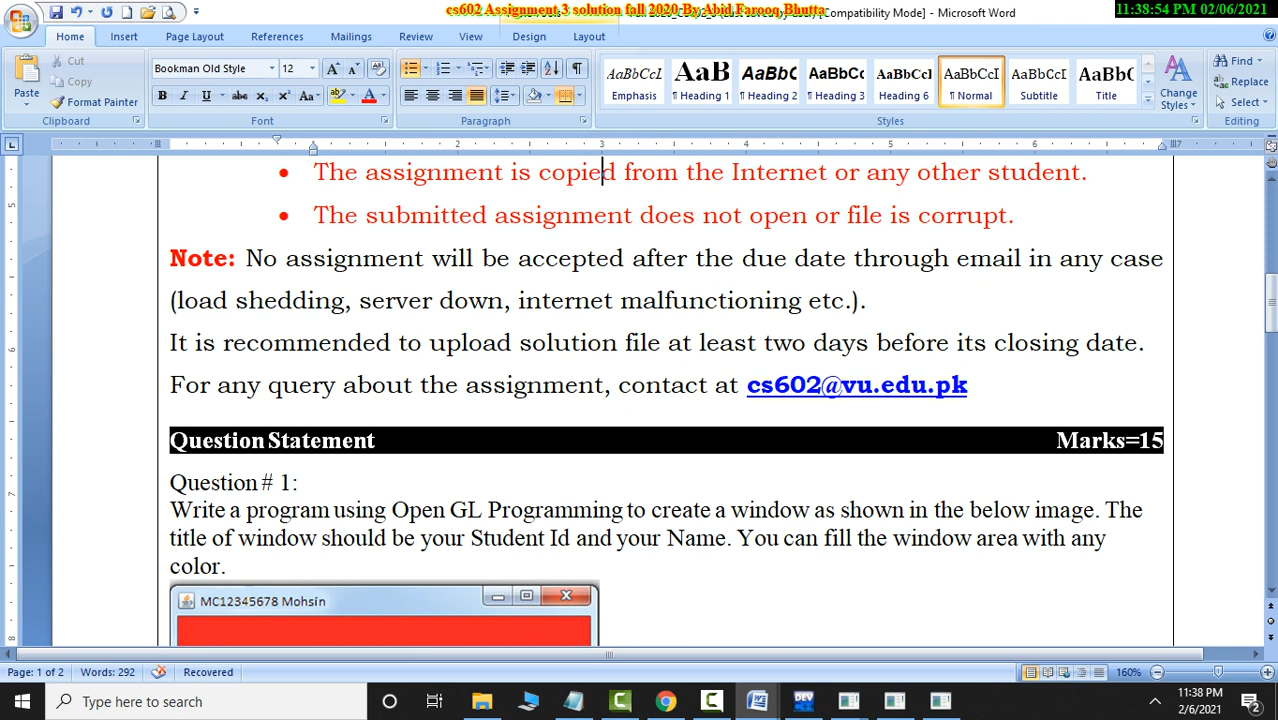 cs602 Assignment 3 solution fall 2020 By Abid Farooq Bhutta
[Compatibility Mode] - Microsoft Word
11:38:54 PM 02/06/2021
Home Insert Page Layout References Mailings Review View Design Layout
Cut
Copy
Format Painter
Paste
Bookman Old Style 12
AaBbCcI AaB AaBbC AaBbCc AaBbCcI AaBbCcI AaBbCcI AaBb(
Emphasis ¶ Heading 1 ¶ Heading 2 ¶ Heading 3 Heading 6 ¶ Normal Subtitle Title
Change Styles
Find
Replace
Select
Clipboard Font Paragraph Styles Editing
2 3 4 5 6 7
• The assignment is copied from the Internet or any other student.
• The submitted assignment does not open or file is corrupt.
Note: No assignment will be accepted after the due date through email in any case
(load shedding, server down, internet malfunctioning etc.).
It is recommended to upload solution file at least two days before its closing date.
For any query about the assignment, contact at cs602@vu.edu.pk
Question Statement Marks=15
Question # 1:
Write a program using Open GL Programming to create a window as shown in the below image. The
title of window should be your Student Id and your Name. You can fill the window area with any
color.
MC12345678 Mohsin
Page: 1 of 2 Words: 292 Recovered 160%
Type here to search
DEV
11:38 PM
2/6/2021
2